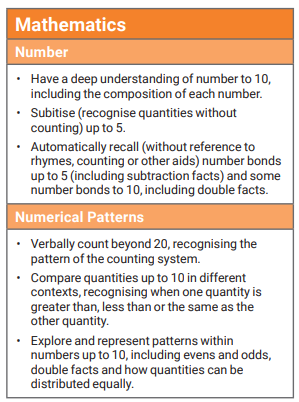 Mathematics
Number
• Have a deep understanding of number to 10,
including the composition of each number.
• Subitise (recognise quantities without
counting) up to 5.
• Automatically recall (without reference to
rhymes, counting or other aids) number bonds
up to 5 (including subtraction facts) and some
number bonds to 10, including double facts.
Numerical Patterns
• Verbally count beyond 20, recognising the
pattern of the counting system.
• Compare quantities up to 10 in different
contexts, recognising when one quantity is
greater than, less than or the same as the
other quantity.
• Explore and represent patterns within
numbers up to 10, including evens and odds,
double facts and how quantities can be
distributed equally.